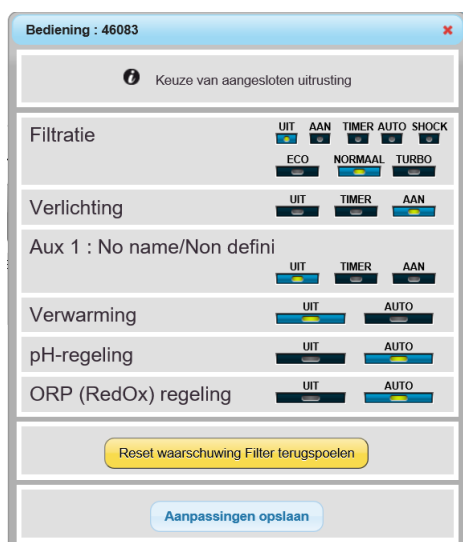 Bediening : 46083
Keuze van aangesloten uitrusting
Filtratie
UIT AAN TIMER AUTO SHOCK
ECO NORMAAL TURBO
Verlichting
UIT TIMER AAN
Aux 1 : No name/Non defini
UIT TIMER AAN
Verwarming
UIT AUTO
pH-regeling
UIT AUTO
ORP (RedOx) regeling
UIT AUTO
Reset waarschuwing Filter terugspoelen
Aanpassingen opslaan